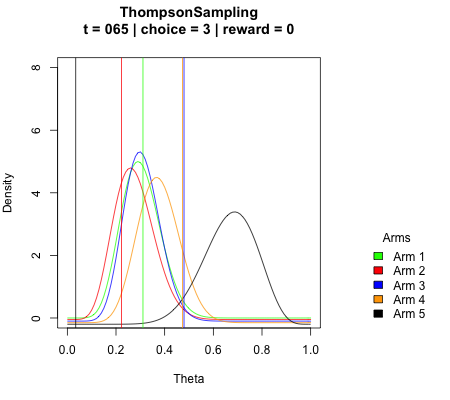 ThompsonSampling
t = 065 | choice = 3 | reward = 0
8
6
4
2
0
Density
0.0 0.2 0.4 0.6 0.8 1.0
Theta
Arms
Arm 1
Arm 2
Arm 3
Arm 4
Arm 5